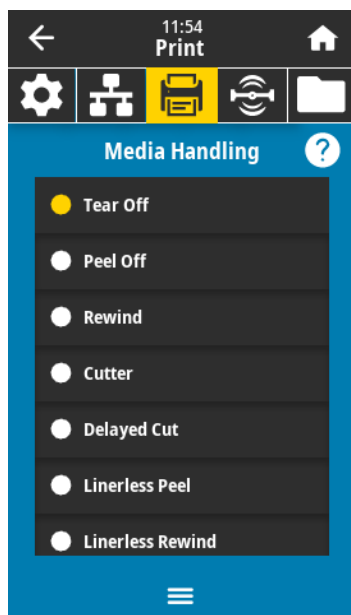 11:54
Print
Media Handling
?
Tear Off
Peel Off
Rewind
Cutter
Delayed Cut
Linerless Peel
Linerless Rewind